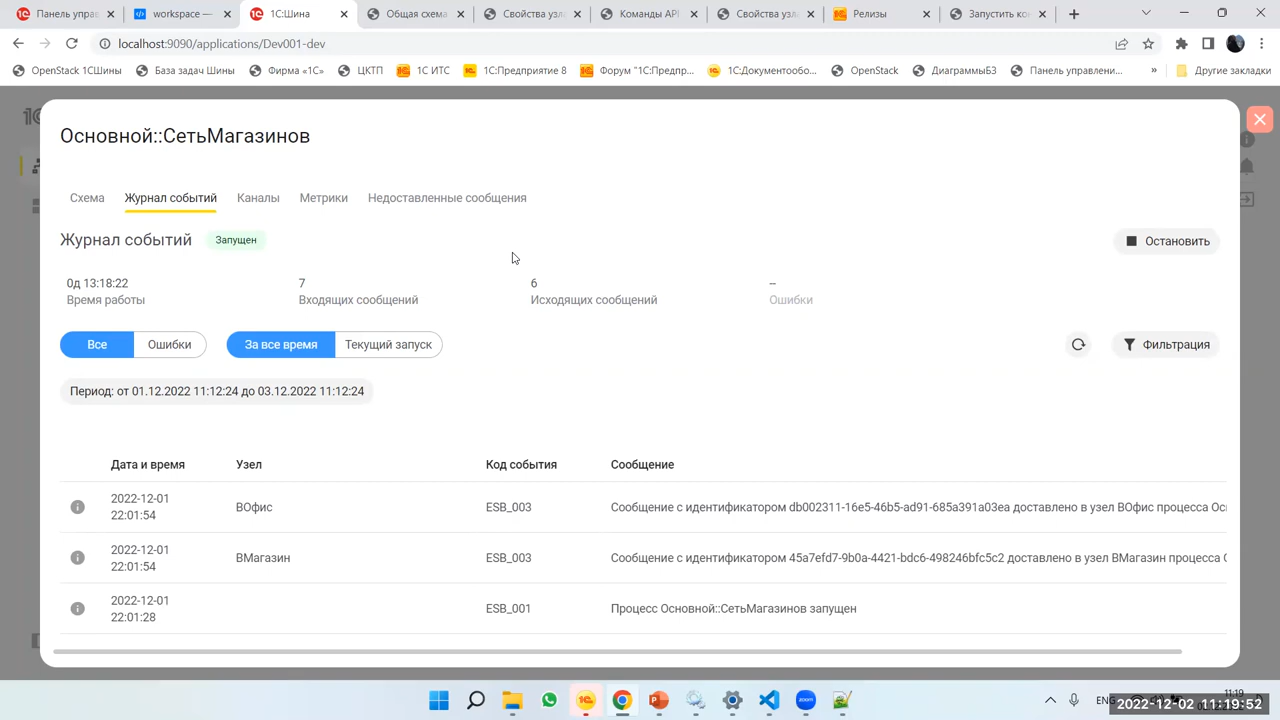 Панель упра
workspace —
1С:Шина
Общая схема
Свойства узла
Команды API
Свойства узла
Релизы
Запустить ко
localhost:9090/applications/Dev001-dev
OpenStack 1СШины
База задач Шины
Фирма «1С»
ЦКТП
1С ИТС
1С:Предприятие 8
Форум "1С:Предпр...
1С:Документообо...
OpenStack
ДиаграммыБЗ
Панель управлени...
»
Другие закладки
Основной::СетьМагазинов
Схема
Журнал событий
Каналы
Метрики
Недоставленные сообщения
Журнал событий
Запущен
Остановить
0д 13:18:22
7
6
--
Время работы
Входящих сообщений
Исходящих сообщений
Ошибки
Все
Ошибки
За все время
Текущий запуск
Фильтрация
Период: от 01.12.2022 11:12:24 до 03.12.2022 11:12:24
Дата и время
Узел
Код события
Сообщение
2022-12-01
22:01:54
ВОфис
ESB_003
Сообщение с идентификатором db002311-16e5-46b5-ad91-685a391a03ea доставлено в узел ВОфис процесса Ос
2022-12-01
22:01:54
ВМагазин
ESB_003
Сообщение с идентификатором 45a7efd7-9b0a-4421-bdc6-498246bfc5c2 доставлено в узел ВМагазин процесса
2022-12-01
22:01:28
ESB_001
Процесс Основной::СетьМагазинов запущен
ENG
11:19
2022-12-02 11:19:52